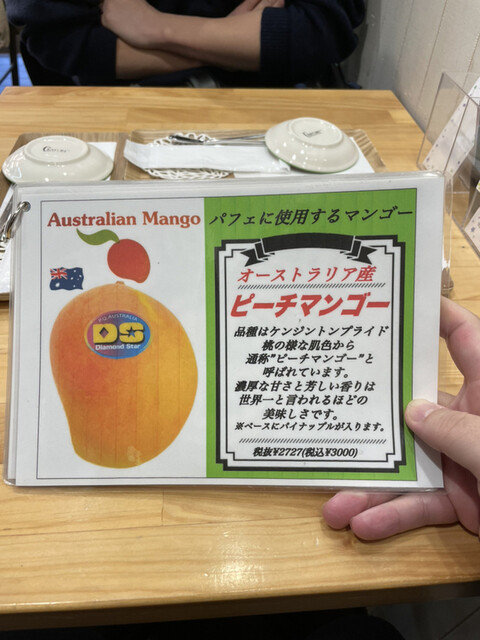 Australian Mango
パフェに使用するマンゴー
オーストラリア産
ピーチマンゴー
品種はケンジントンプライド
桃の様な肌色から
通称"ピーチマンゴー"と
呼ばれています。
濃厚な甘さと芳しい香りは
世界一と言われるほどの
美味しさです。
※ベースにパイナップルが入ります。
税抜¥2727(税込¥3000)
P.Q.AUSTRALIA
DS
Diamond Star